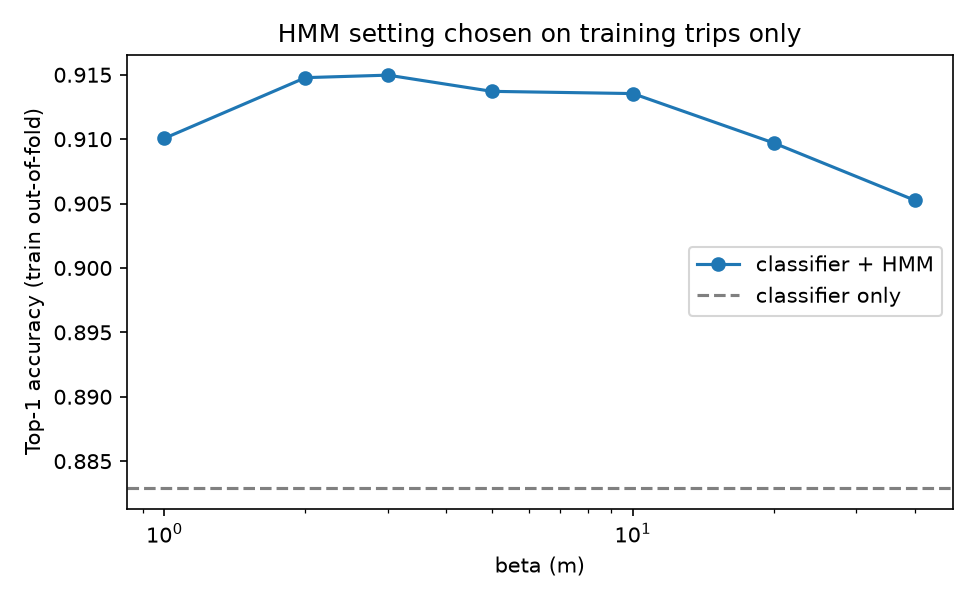 HMM setting chosen on training trips only
Top-1 accuracy (train out-of-fold)
0.915
0.910
0.905
0.900
0.895
0.890
0.885
classifier + HMM
classifier only
10⁰
10¹
beta (m)